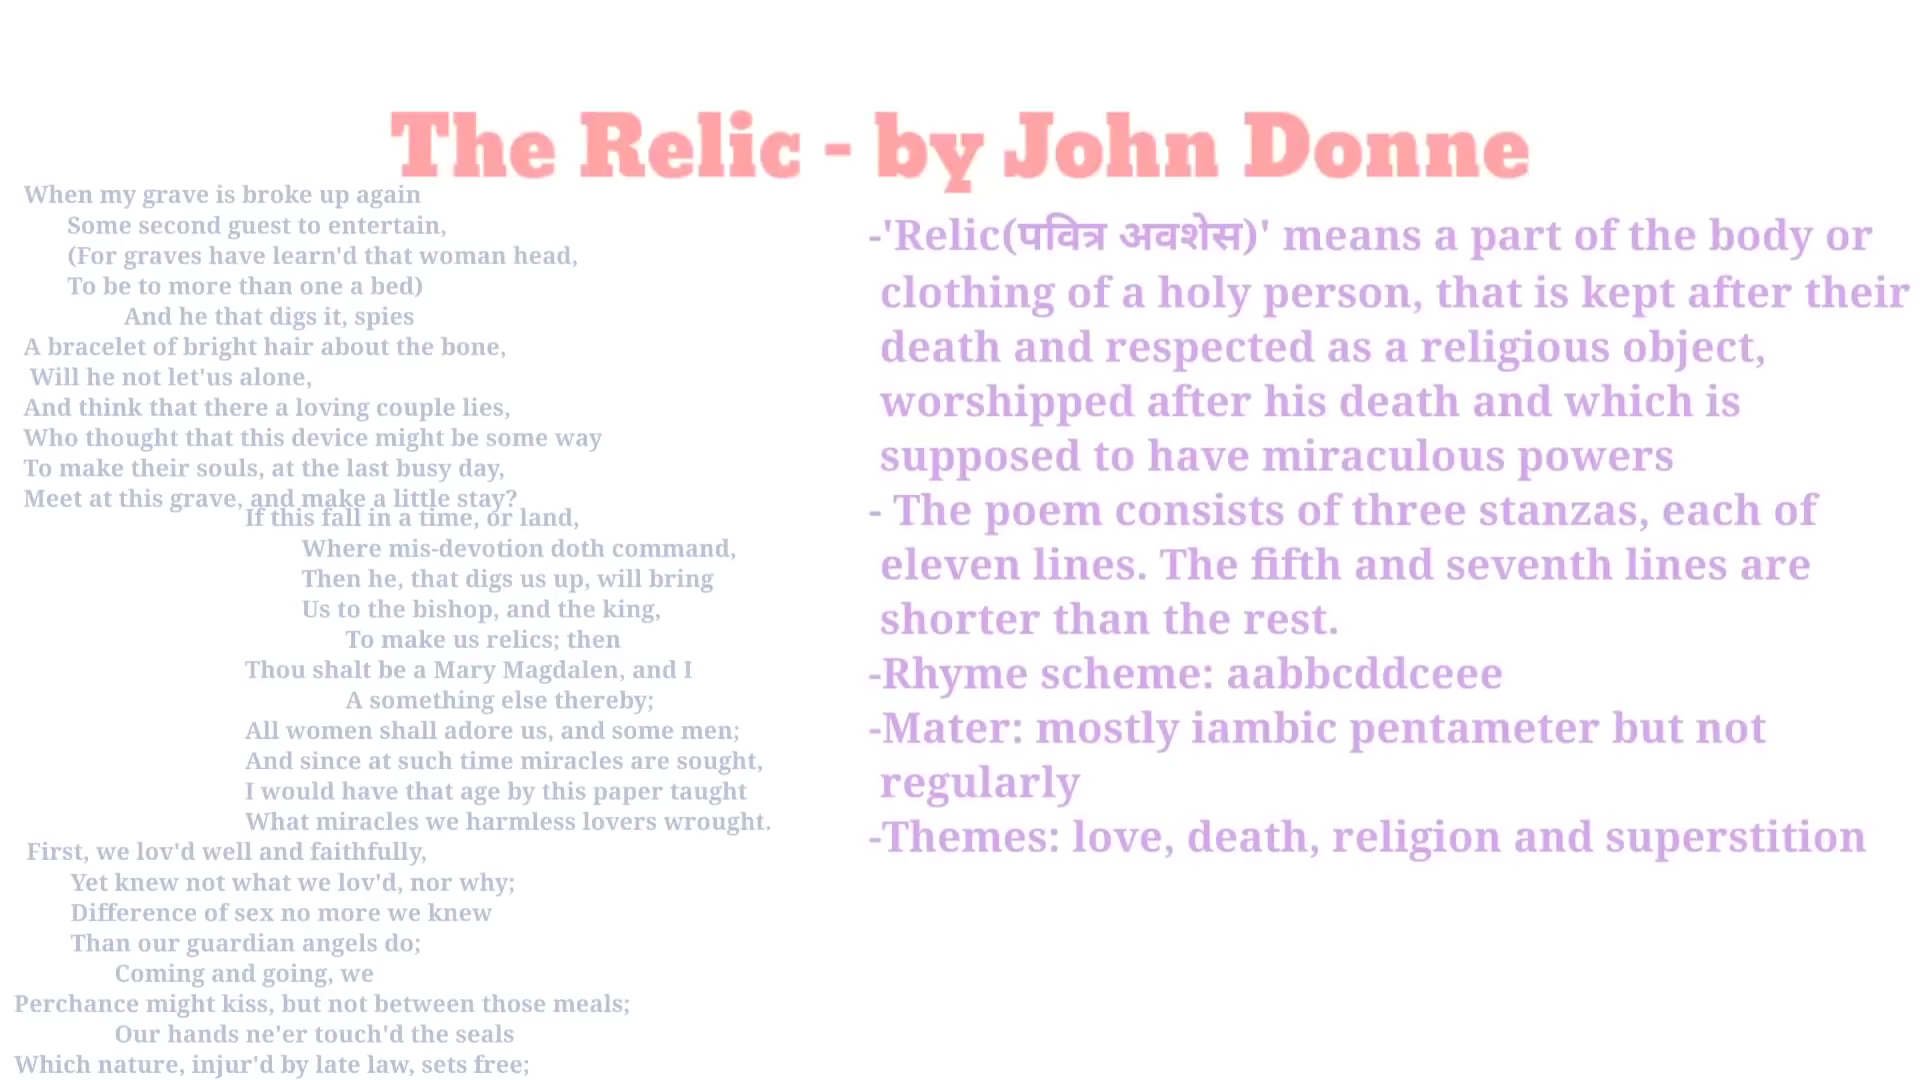 The Relic - by John Donne
When my grave is broke up again
Some second guest to entertain,
(For graves have learn'd that woman head,
To be to more than one a bed)
And he that digs it, spies
A bracelet of bright hair about the bone,
Will he not let'us alone,
And think that there a loving couple lies,
Who thought that this device might be some way
To make their souls, at the last busy day,
Meet at this grave, and make a little stay?
If this fall in a time, or land,
Where mis-devotion doth command,
Then he, that digs us up, will bring
Us to the bishop, and the king,
To make us relics; then
Thou shalt be a Mary Magdalen, and I
A something else thereby;
All women shall adore us, and some men;
And since at such time miracles are sought,
I would have that age by this paper taught
What miracles we harmless lovers wrought.
First, we lov'd well and faithfully,
Yet knew not what we lov'd, nor why;
Difference of sex no more we knew
Than our guardian angels do;
Coming and going, we
Perchance might kiss, but not between those meals;
Our hands ne'er touch'd the seals
Which nature, injur'd by late law, sets free;
-'Relic(पवित्र अवशेस)' means a part of the body or
clothing of a holy person, that is kept after their
death and respected as a religious object,
worshipped after his death and which is
supposed to have miraculous powers
- The poem consists of three stanzas, each of
eleven lines. The fifth and seventh lines are
shorter than the rest.
-Rhyme scheme: aabbcddceee
-Mater: mostly iambic pentameter but not
regularly
-Themes: love, death, religion and superstition